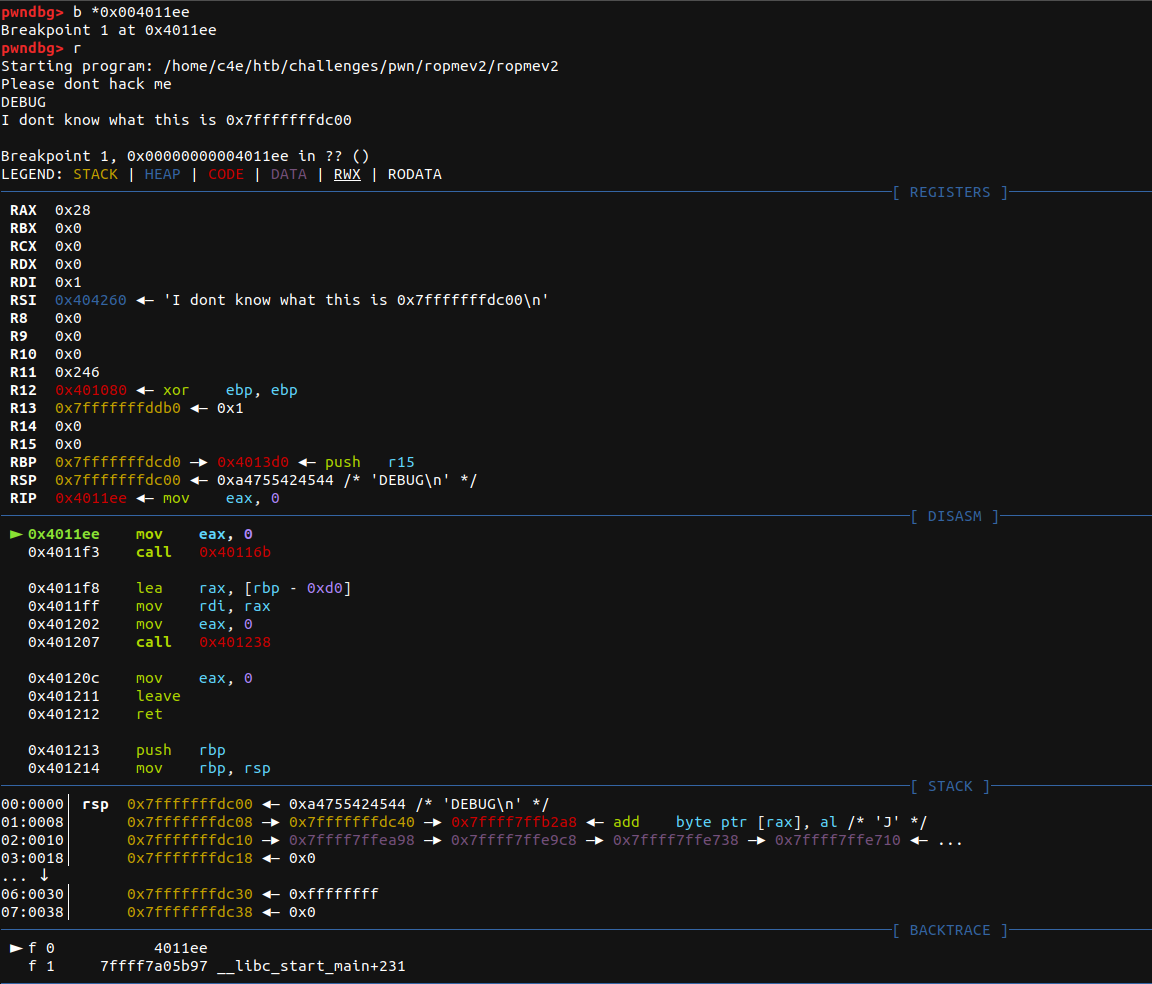 pwndbg> b *0x004011ee
Breakpoint 1 at 0x4011ee
pwndbg> r
Starting program: /home/c4e/htb/challenges/pwn/ropmev2/ropmev2
Please dont hack me
DEBUG
I dont know what this is 0x7fffffffdc00

Breakpoint 1, 0x00000000004011ee in ?? ()
LEGEND: STACK | HEAP | CODE | DATA | RWX | RODATA
[ REGISTERS ]
RAX  0x28
RBX  0x0
RCX  0x0
RDX  0x0
RDI  0x1
RSI  0x404260 ◂— 'I dont know what this is 0x7fffffffdc00\n'
R8   0x0
R9   0x0
R10  0x0
R11  0x246
R12  0x401080 ◂— xor    ebp, ebp
R13  0x7fffffffddb0 ◂— 0x1
R14  0x0
R15  0x0
RBP  0x7fffffffdcd0 —▸ 0x4013d0 ◂— push   r15
RSP  0x7fffffffdc00 ◂— 0xa4755424544 /* 'DEBUG\n' */
RIP  0x4011ee ◂— mov    eax, 0
[ DISASM ]
► 0x4011ee    mov    eax, 0
0x4011f3    call   0x40116b

0x4011f8    lea    rax, [rbp - 0xd0]
0x4011ff    mov    rdi, rax
0x401202    mov    eax, 0
0x401207    call   0x401238

0x40120c    mov    eax, 0
0x401211    leave
0x401212    ret

0x401213    push   rbp
0x401214    mov    rbp, rsp
[ STACK ]
00:0000│ rsp  0x7fffffffdc00 ◂— 0xa4755424544 /* 'DEBUG\n' */
01:0008│      0x7fffffffdc08 —▸ 0x7fffffffdc40 —▸ 0x7ffff7ffb2a8 ◂— add    byte ptr [rax], al /* 'J' */
02:0010│      0x7fffffffdc10 —▸ 0x7ffff7ffea98 —▸ 0x7ffff7ffe9c8 —▸ 0x7ffff7ffe738 —▸ 0x7ffff7ffe710 ◂— ...
03:0018│      0x7fffffffdc18 ◂— 0x0
... ↓
06:0030│      0x7fffffffdc30 ◂— 0xffffffff
07:0038│      0x7fffffffdc38 ◂— 0x0
[ BACKTRACE ]
► f 0           4011ee
f 1     7ffff7a05b97 __libc_start_main+231